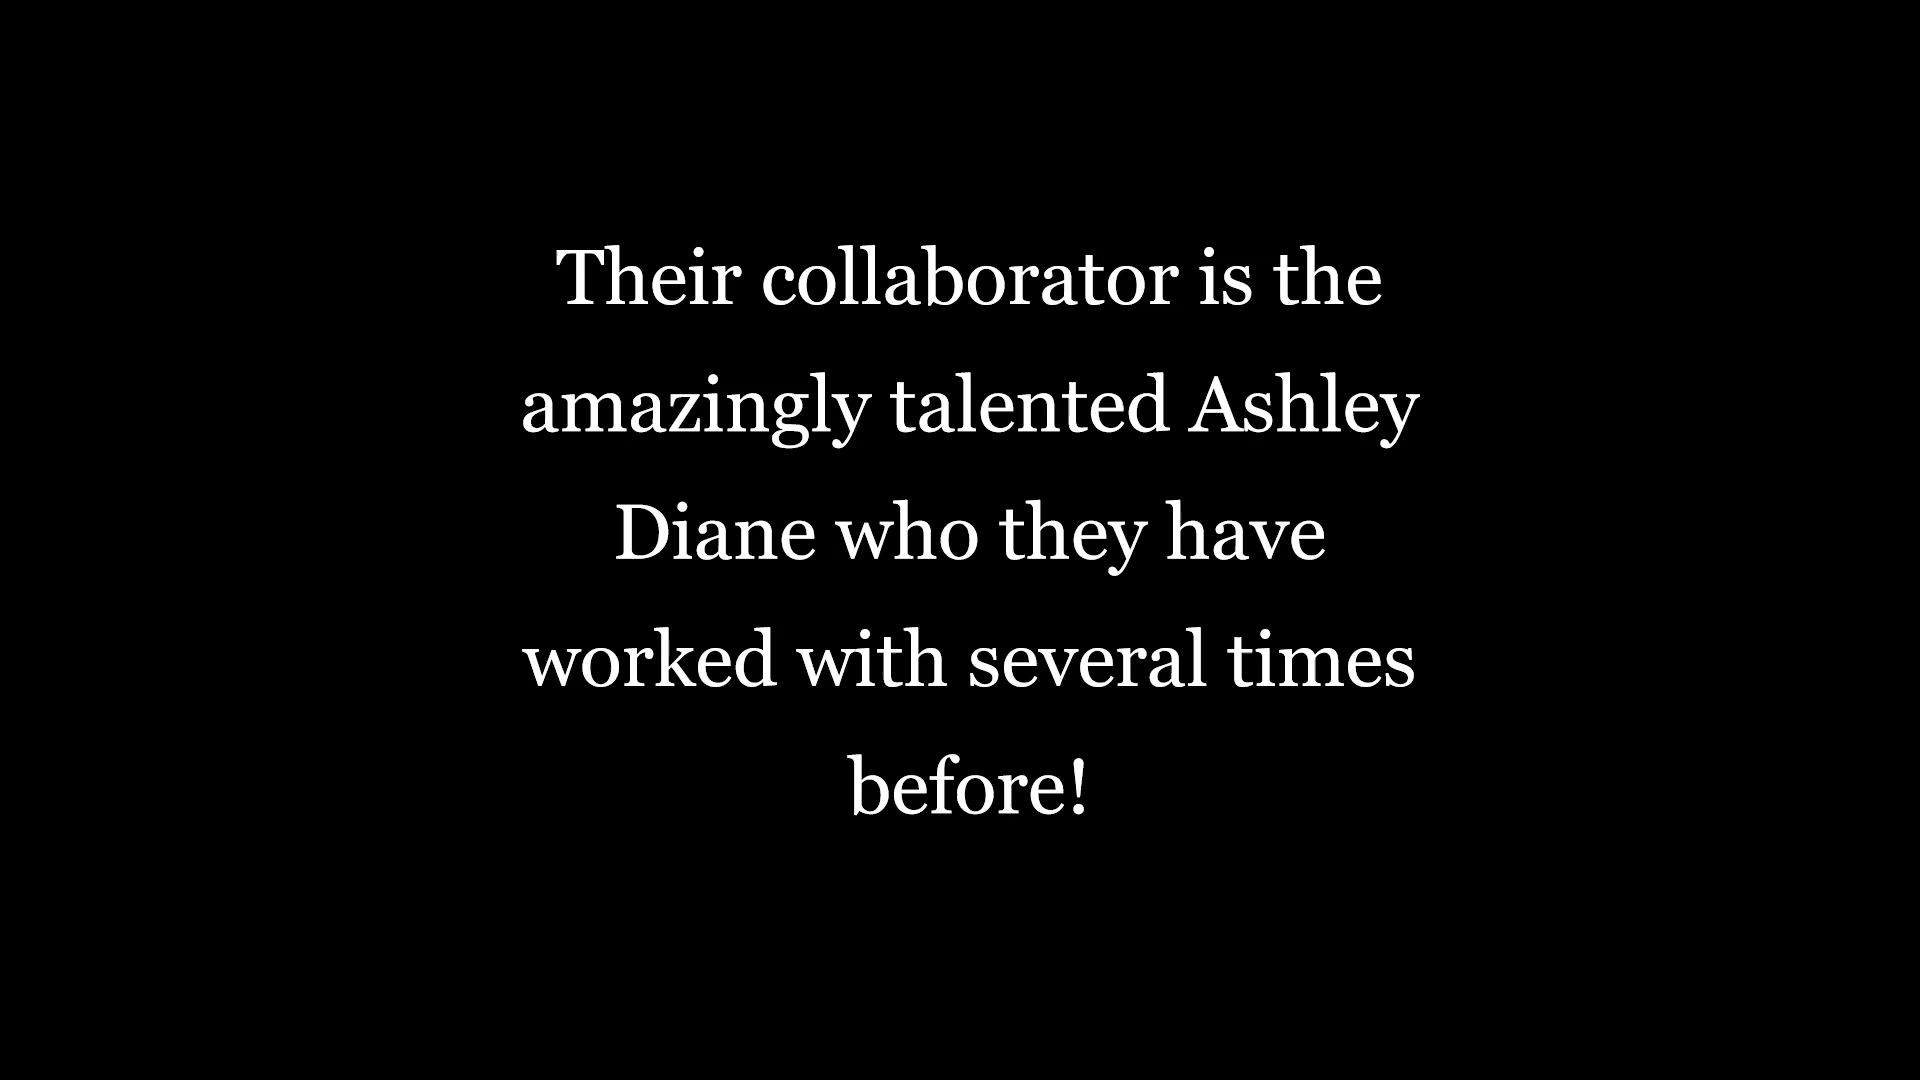 Their collaborator is the
amazingly talented Ashley
Diane who they have
worked with several times
before!